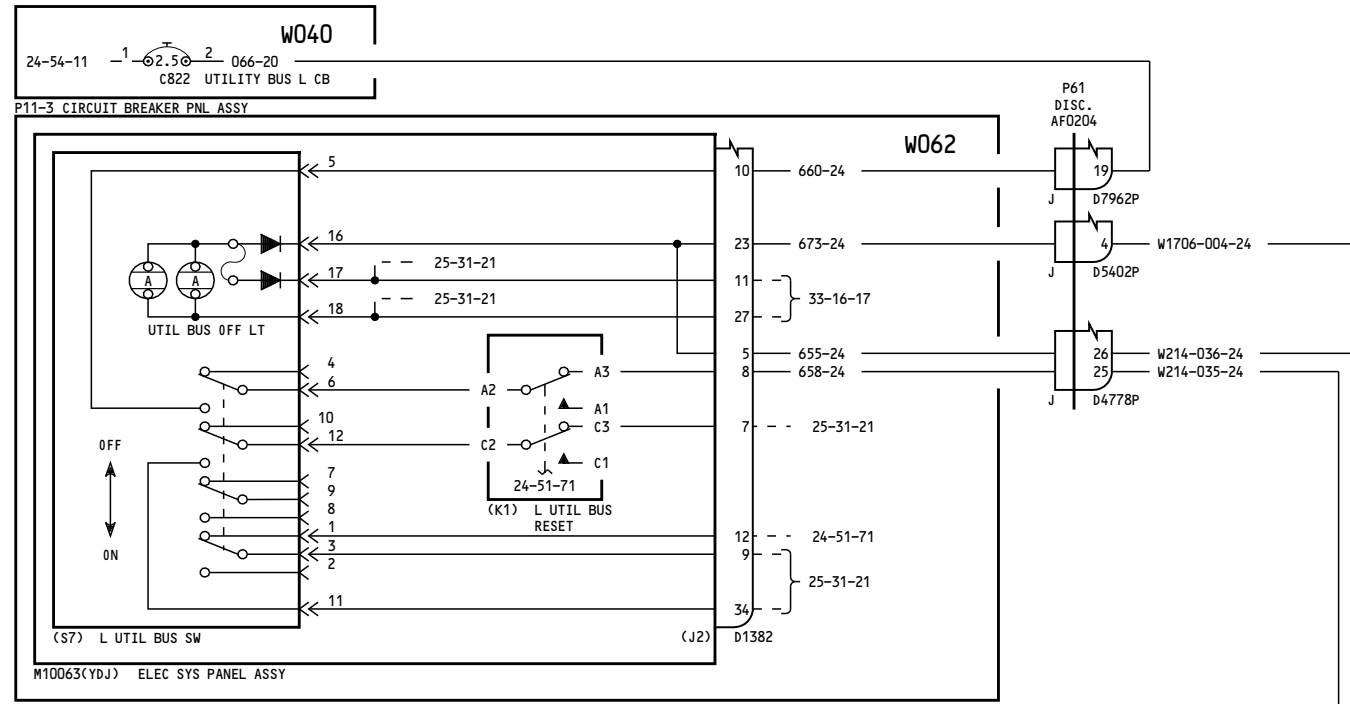 W040
24-54-11 1 2.5 2 066-20
C822 UTILITY BUS L CB
P11-3 CIRCUIT BREAKER PNL ASSY
P61
DISC.
AF0204
W062
5 10 660-24 19
J D7962P
16 23 673-24 4 W1706-004-24
J D5402P
25-31-21
17 11
A A
33-16-17
25-31-21
18 27
UTIL BUS OFF LT
5 655-24 26 W214-036-24
4 A3 8 658-24 25 W214-035-24
6 A2
J D4778P
A1
10 C3 7 25-31-21
12 C2
OFF
C1
7
24-51-71
9
(K1) L UTIL BUS
RESET
8
1 12 24-51-71
ON
3 9
2
25-31-21
11 34
(S7) L UTIL BUS SW
(J2) D1382
M10063(YDJ) ELEC SYS PANEL ASSY